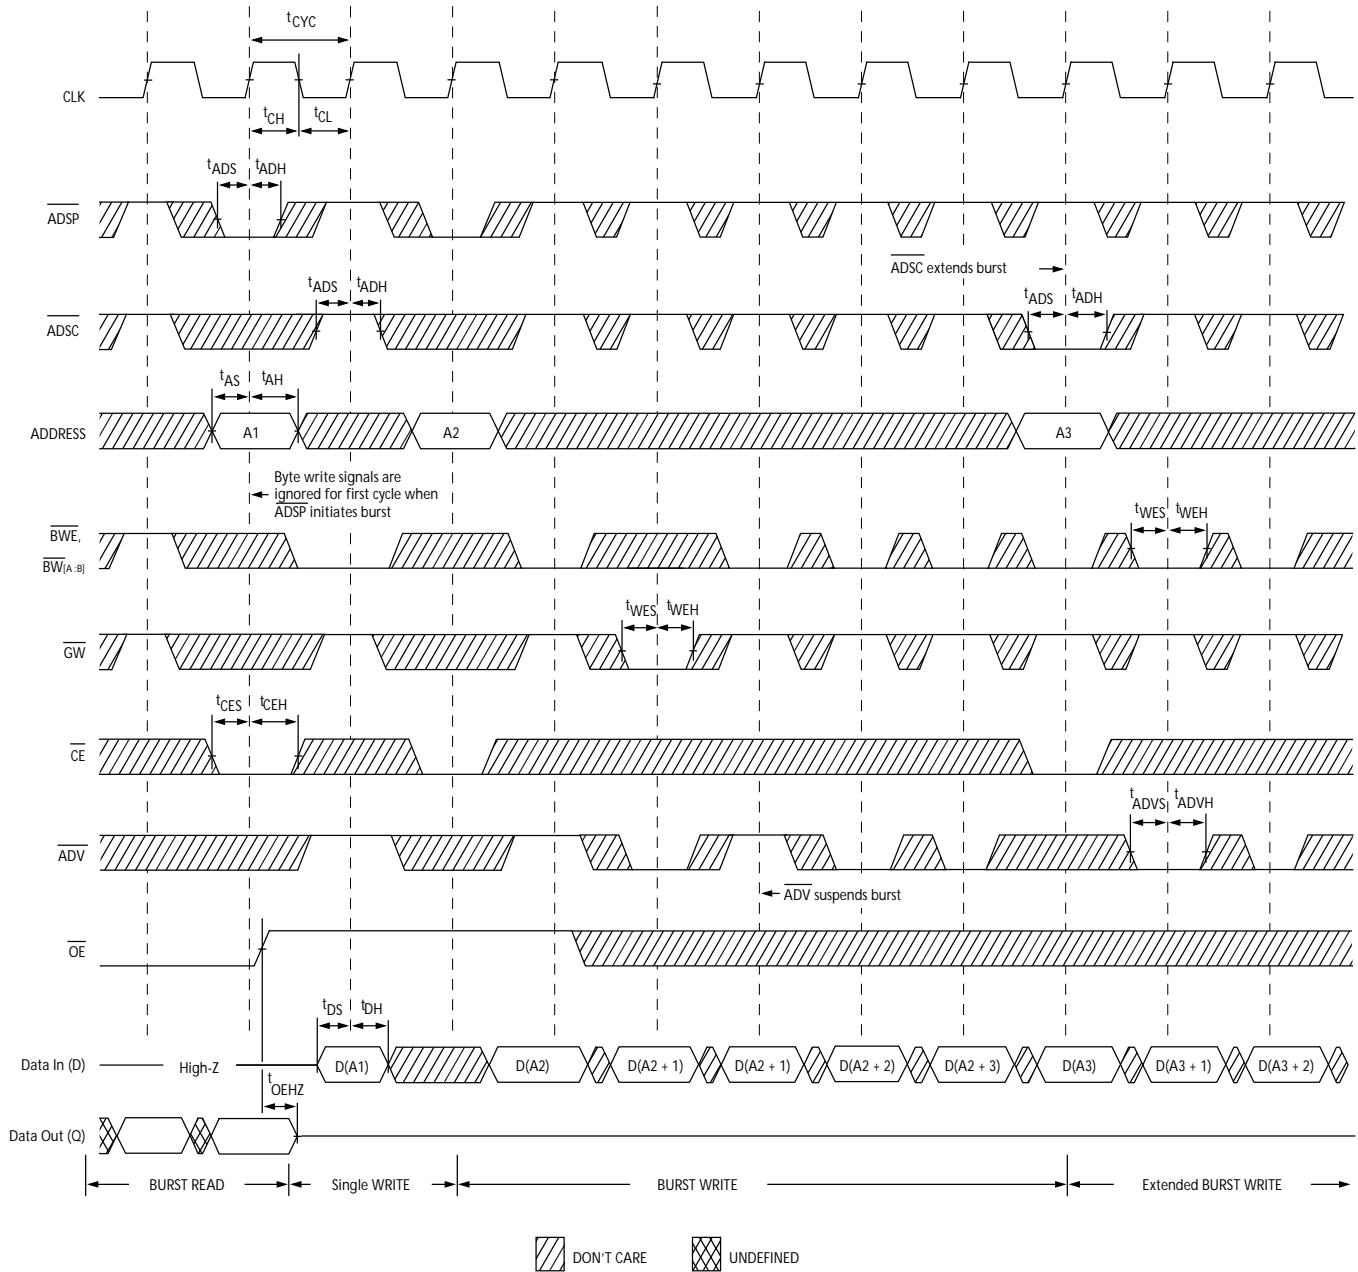 tCYC
CLK
tCH
tCL
tADS
tADH
ADSP
ADSC extends burst
tADS
tADH
tADS
tADH
ADSC
tAS
tAH
ADDRESS
A1
A2
A3
Byte write signals are
ignored for first cycle when
ADSP initiates burst
tWES
tWEH
BWE,
BW[A :B]
tWES
tWEH
GW
tCES
tCEH
CE
tADVS
tADVH
ADV
ADV suspends burst
OE
tDS
tDH
Data In (D)
High-Z
D(A1)
D(A2)
D(A2 + 1)
D(A2 + 1)
D(A2 + 2)
D(A2 + 3)
D(A3)
D(A3 + 1)
D(A3 + 2)
tOEHZ
Data Out (Q)
BURST READ
Single WRITE
BURST WRITE
Extended BURST WRITE
DON'T CARE
UNDEFINED